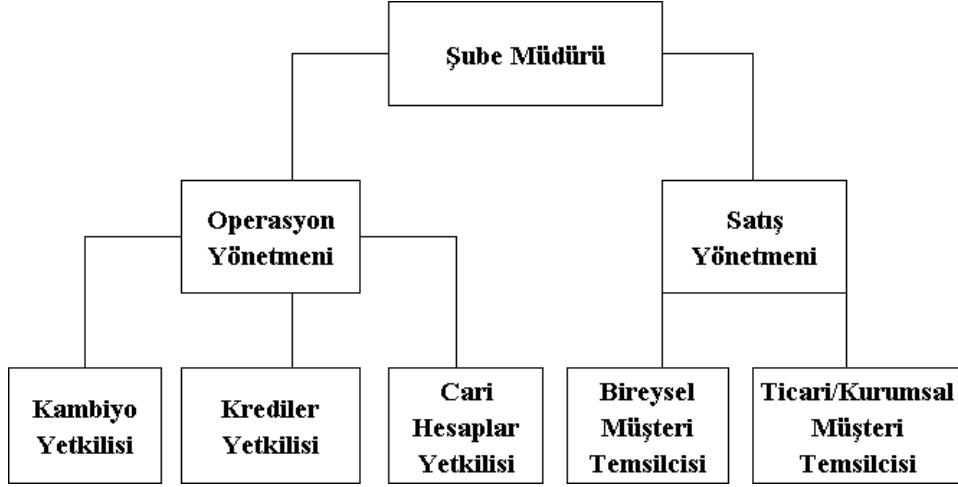 Şube Müdürü
Operasyon
Yönetmeni
Satış
Yönetmeni
Kambiyo
Yetkilisi
Krediler
Yetkilisi
Cari
Hesaplar
Yetkilisi
Bireysel
Müşteri
Temsilcisi
Ticari/Kurumsal
Müşteri
Temsilcisi